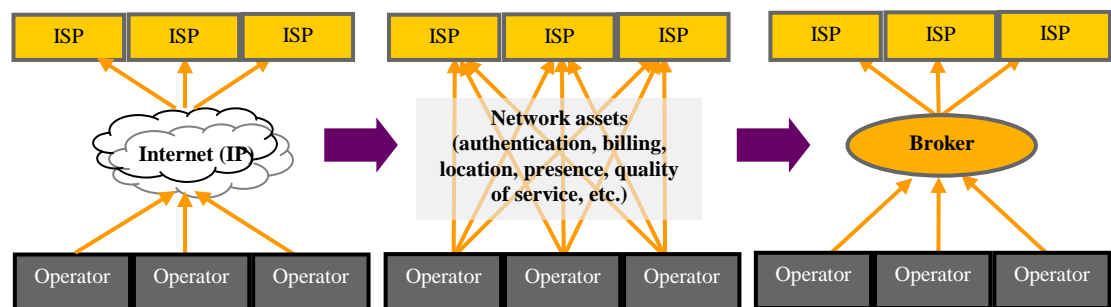 ISP ISP ISP
Internet (IP)
Operator Operator Operator
ISP ISP ISP
Network assets
(authentication, billing,
location, presence, quality
of service, etc.)
Operator Operator Operator
ISP ISP ISP
Broker
Operator Operator Operator